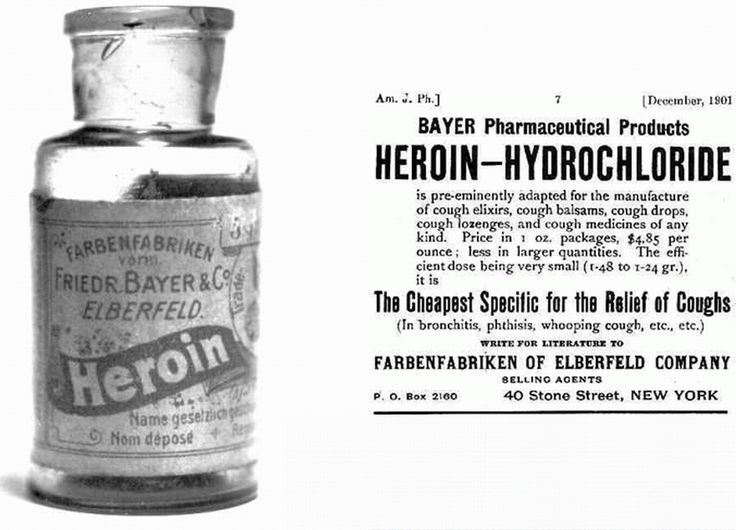 FARBENFABRIKEN
vorm.
FRIEDR. BAYER & Co.
ELBERFELD.
Heroin
Trade
Name gesetzlich
Nom déposé
Am. J. Ph.] 7 [December, 1901
BAYER Pharmaceutical Products
HEROIN—HYDROCHLORIDE
is pre-eminently adapted for the manufacture
of cough elixirs, cough balsams, cough drops,
cough lozenges, and cough medicines of any
kind. Price in 1 oz. packages, $4.85 per
ounce; less in larger quantities. The effi-
cient dose being very small (1-48 to 1-24 gr.),
it is
The Cheapest Specific for the Relief of Coughs
(In bronchitis, phthisis, whooping cough, etc., etc.)
WRITE FOR LITERATURE TO
FARBENFABRIKEN OF ELBERFELD COMPANY
SELLING AGENTS
P. O. Box 2160 40 Stone Street, NEW YORK